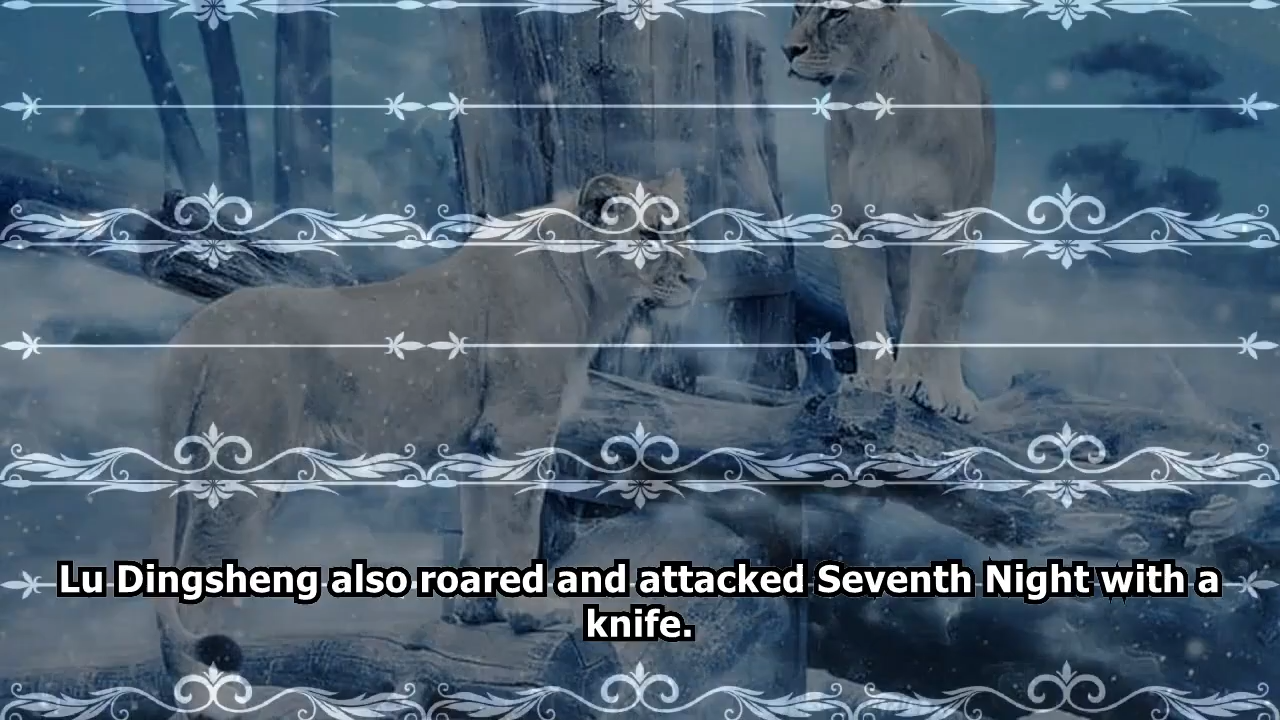 Lu Dingsheng also roared and attacked Seventh Night with a
knife.